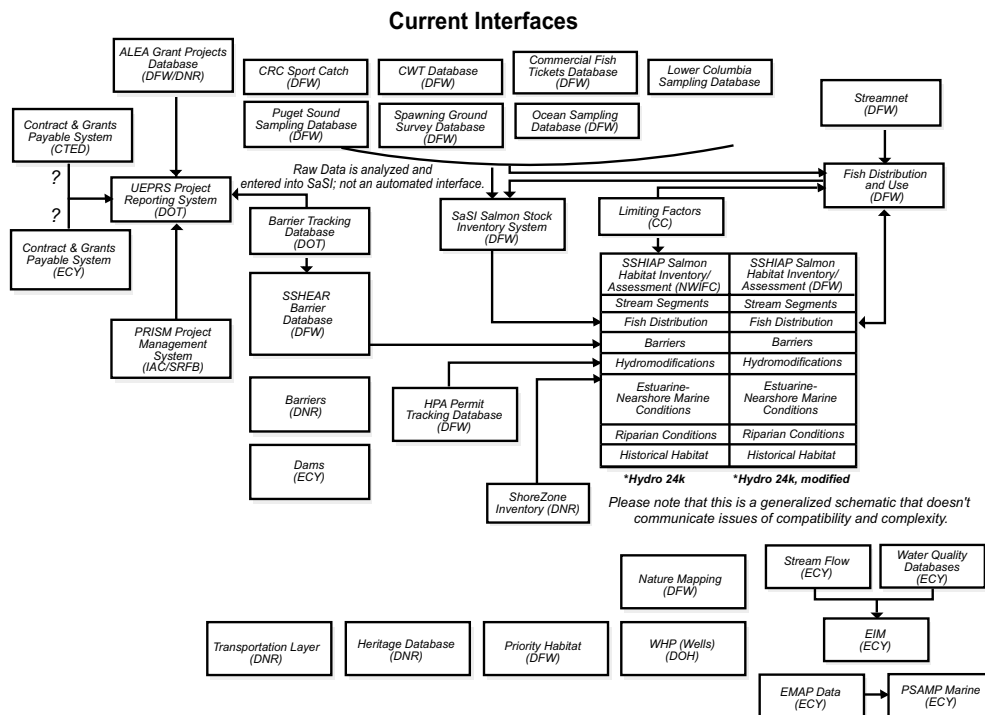 Current Interfaces
ALEA Grant Projects
Database
(DFW/DNR)
CRC Sport Catch
(DFW)
CWT Database
(DFW)
Commercial Fish
Tickets Database
(DFW)
Lower Columbia
Sampling Database
Streamnet
(DFW)
Puget Sound
Sampling Database
(DFW)
Spawning Ground
Survey Database
(DFW)
Ocean Sampling
Database (DFW)
Contract & Grants
Payable System
(CTED)
?
?
Raw Data is analyzed and
entered into SaSI; not an automated interface.
UEPRS Project
Reporting System
(DOT)
Fish Distribution
and Use
(DFW)
Contract & Grants
Payable System
(ECY)
Barrier Tracking
Database
(DOT)
SaSI Salmon Stock
Inventory System
(DFW)
Limiting Factors
(CC)
SSHEAR
Barrier
Database
(DFW)
PRISM Project
Management
System
(IAC/SRFB)
SSHIAP Salmon
Habitat Inventory/
Assessment (NWIFC)
Stream Segments
Fish Distribution
Barriers
Hydromodifications
Estuarine-
Nearshore Marine
Conditions
Riparian Conditions
Historical Habitat
*Hydro 24k
SSHIAP Salmon
Habitat Inventory/
Assessment (DFW)
Stream Segments
Fish Distribution
Barriers
Hydromodifications
Estuarine-
Nearshore Marine
Conditions
Riparian Conditions
Historical Habitat
*Hydro 24k, modified
Barriers
(DNR)
HPA Permit
Tracking Database
(DFW)
Dams
(ECY)
ShoreZone
Inventory (DNR)
Please note that this is a generalized schematic that doesn't
communicate issues of compatibility and complexity.
Nature Mapping
(DFW)
Stream Flow
(ECY)
Water Quality
Databases
(ECY)
Transportation Layer
(DNR)
Heritage Database
(DNR)
Priority Habitat
(DFW)
WHP (Wells)
(DOH)
EIM
(ECY)
EMAP Data
(ECY)
PSAMP Marine
(ECY)